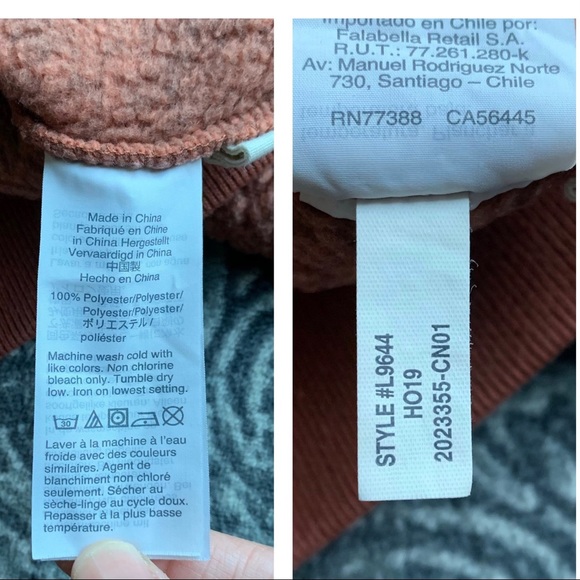 Made in China
Fabriqué en Chine
in China Hergestellt
Vervaardigd in China
中国製
Hecho en China
100% Polyester/Polyester/
Polyester/Polyester/
ポリエステル/
poliéster
Machine wash cold with
like colors. Non chlorine
bleach only. Tumble dry
low. Iron on lowest setting.
30
Laver à la machine à l'eau
froide avec des couleurs
similaires. Agent de
blanchiment non chloré
seulement. Sécher au
sèche-linge au cycle doux.
Repasser à la plus basse
température.
Importado en Chile por:
Falabella Retail S.A.
R.U.T.: 77.261.280-k
Av: Manuel Rodriguez Norte
730, Santiago – Chile
RN77388 CA56445
STYLE #L9644
HO19
2023355-CN01